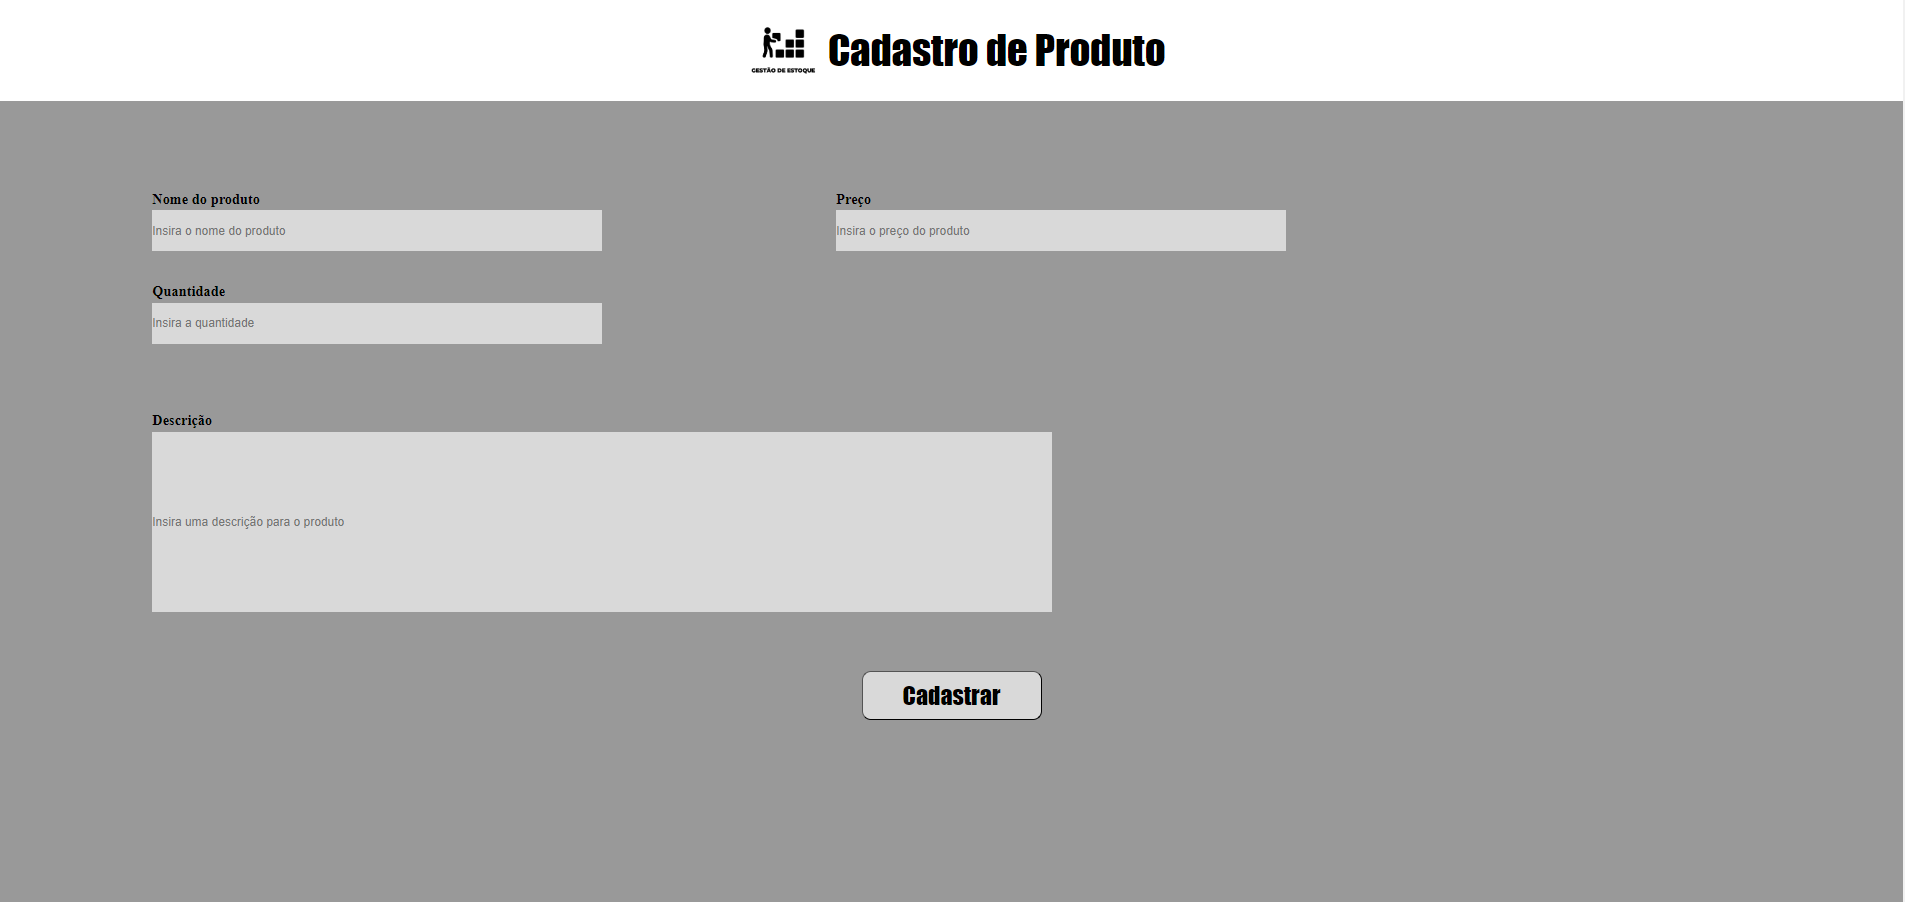 GESTÃO DE ESTOQUE
Cadastro de Produto
Nome do produto
Insira o nome do produto
Preço
Insira o preço do produto
Quantidade
Insira a quantidade
Descrição
Insira uma descrição para o produto
Cadastrar